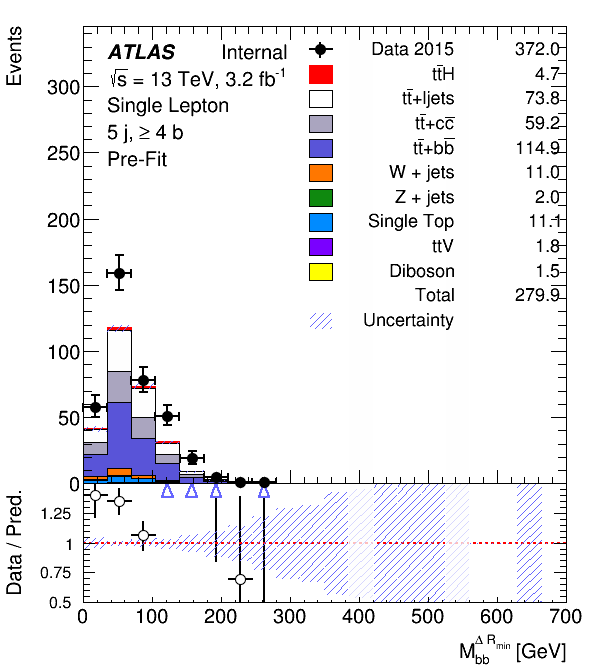 Events
ATLAS Internal
√s = 13 TeV, 3.2 fb⁻¹
Single Lepton
5 j, ≥ 4 b
Pre-Fit
Data 2015 372.0
tt̄H 4.7
tt̄+ljets 73.8
tt̄+cc̄ 59.2
tt̄+bb̄ 114.9
W + jets 11.0
Z + jets 2.0
Single Top 11.1
ttV 1.8
Diboson 1.5
Total 279.9
Uncertainty
300
250
200
150
100
50
0
Data / Pred.
1.25
1
0.75
0.5
0 100 200 300 400 500 600 700
M_bb^{Δ R_min} [GeV]